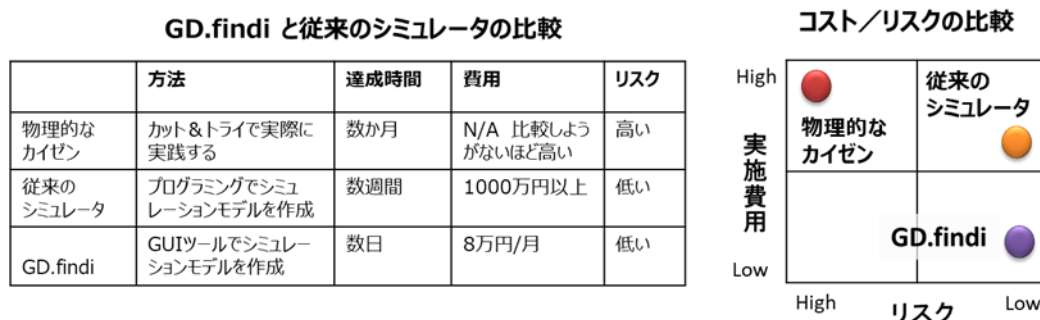 GD.findi と従来のシミュレータの比較
方法
達成時間
費用
リスク
物理的な
カイゼン
カット＆トライで実際に
実践する
数か月
N/A 比較しよう
がないほど高い
高い
従来の
シミュレータ
プログラミングでシミュ
レーションモデルを作成
数週間
1000万円以上
低い
GD.findi
GUIツールでシミュレー
ションモデルを作成
数日
8万円/月
低い
コスト／リスクの比較
High
実施費用
Low
物理的な
カイゼン
従来の
シミュレータ
GD.findi
High
リスク
Low